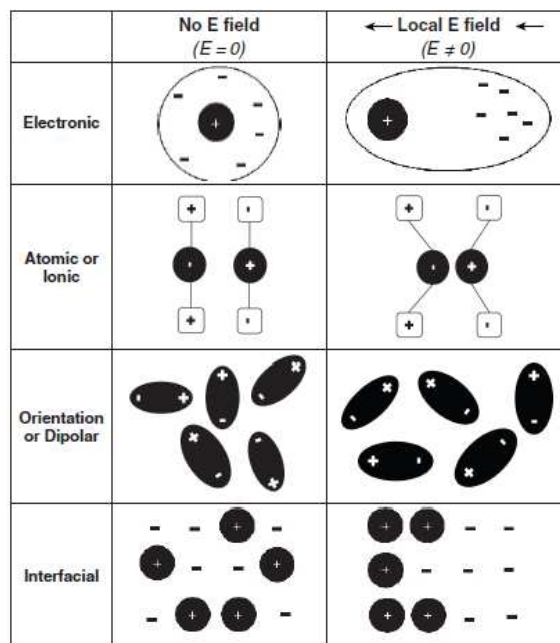 No E field
(E = 0)
← Local E field ←
(E ≠ 0)
Electronic
Atomic or
Ionic
Orientation
or Dipolar
Interfacial